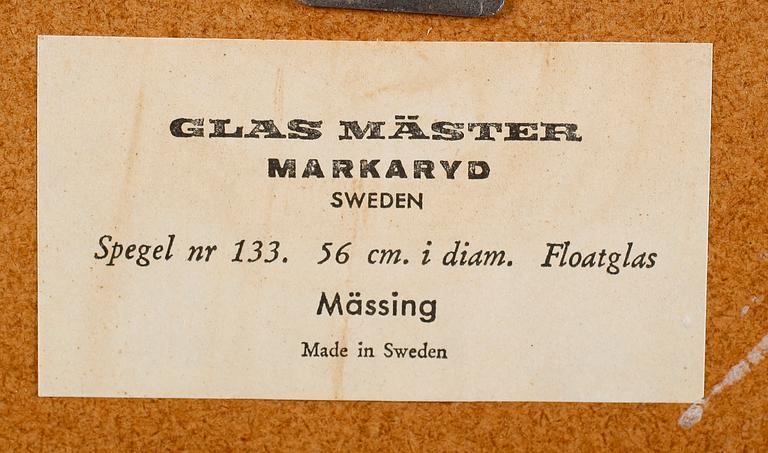 GLAS MÄSTER
MARKARYD
SWEDEN
Spegel nr 133. 56 cm. i diam. Floatglas
Mässing
Made in Sweden